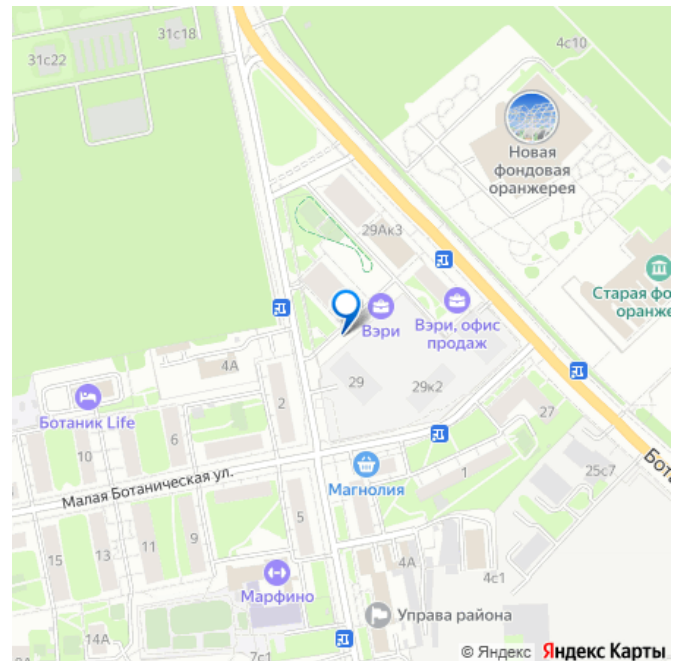 31с18
31с22
4с10
Новая
фондовая
оранжерея
29Ак3
Старая фо
оранже
Вэри
Вэри, офис
продаж
4А
29
29к2
2
Ботаник Life
27
6
10
1
25с7
Бота
Малая Ботаническая ул.
Магнолия
5
9
11
13
15
4А
4с1
Марфино
Управа района
14А
7с1
© Яндекс Яндекс Карты